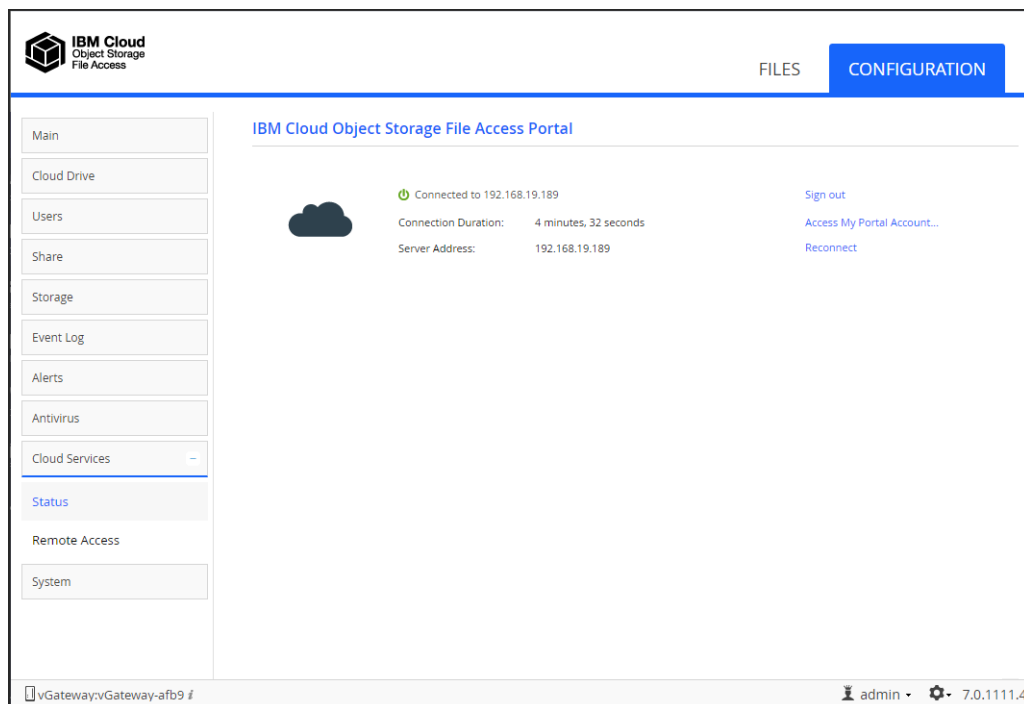 IBM Cloud
Object Storage
File Access
FILES
CONFIGURATION
Main
Cloud Drive
Users
Share
Storage
Event Log
Alerts
Antivirus
Cloud Services
Status
Remote Access
System
IBM Cloud Object Storage File Access Portal
Connected to 192.168.19.189
Sign out
Connection Duration: 4 minutes, 32 seconds
Access My Portal Account...
Server Address: 192.168.19.189
Reconnect
vGateway:vGateway-afb9 i
admin
7.0.1111.4